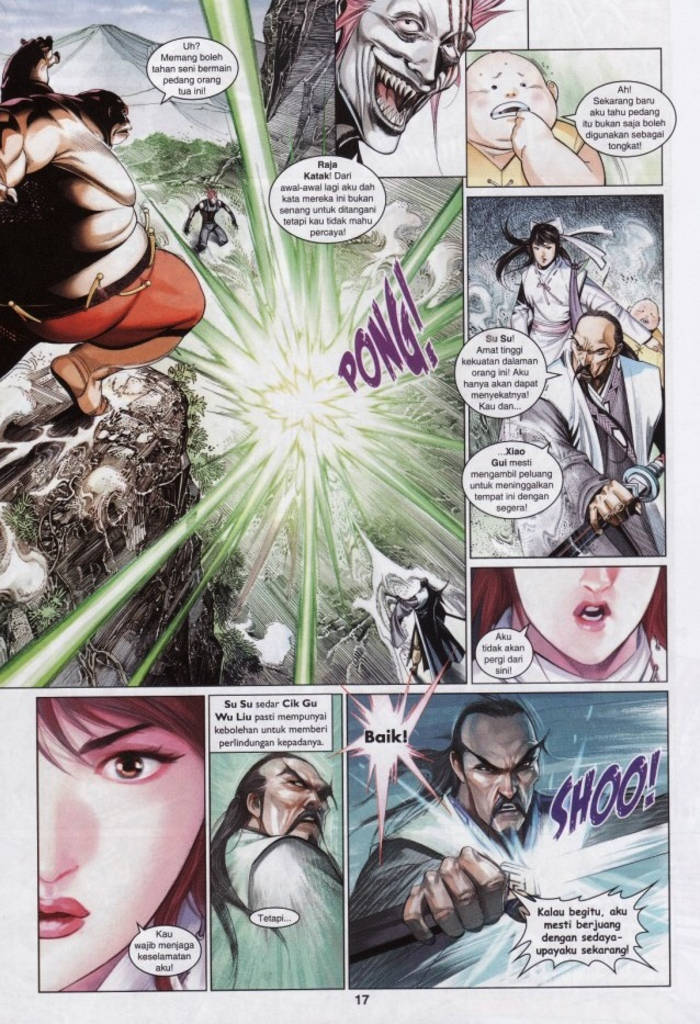 Uh?
Memang boleh
tahan seni bermain
pedang orang
tua ini!
Raja
Katak! Dari
awal-awal lagi aku dah
kata mereka ini bukan
senang untuk ditangani
tetapi kau tidak mahu
percaya!
Ah!
Sekarang baru
aku tahu pedang
itu bukan saja boleh
digunakan sebagai
tongkat!
PONG!
Su Su!
Amat tinggi
kekuatan dalaman
orang ini! Aku
hanya akan dapat
menyekatnya!
Kau dan...
...Xiao
Gui mesti
mengambil peluang
untuk meninggalkan
tempat ini dengan
segera!
Aku
tidak akan
pergi dari
sini!
Kau
wajib menjaga
keselamatan
aku!
Su Su sedar Cik Gu
Wu Liu pasti mempunyai
kebolehan untuk memberi
perlindungan kepadanya.
Tetapi...
Baik!
SHOO!
Kalau begitu, aku
mesti berjuang
dengan sedaya-
upayaku sekarang!
17